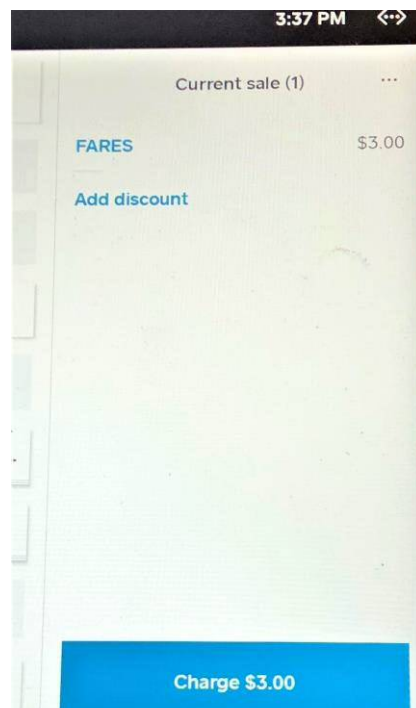 3:37 PM
Current sale (1)
...
FARES $3.00
Add discount
Charge $3.00